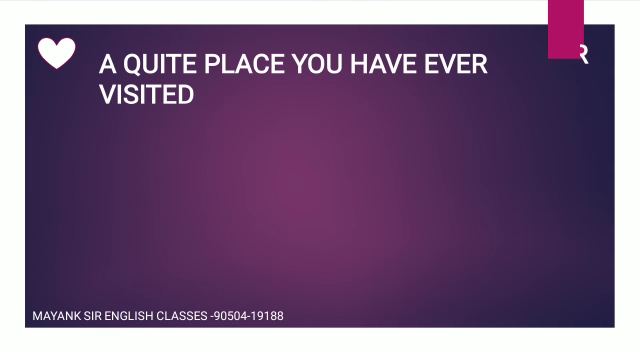 A QUITE PLACE YOU HAVE EVER
VISITED
MAYANK SIR ENGLISH CLASSES -90504-19188